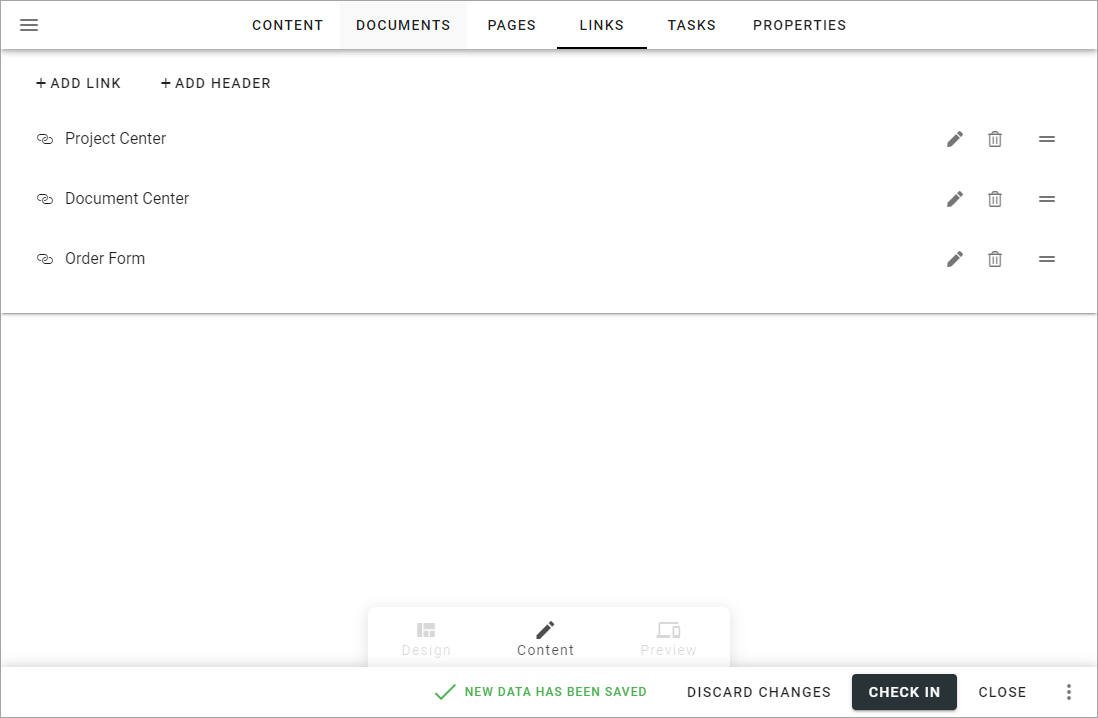 CONTENT DOCUMENTS PAGES LINKS TASKS PROPERTIES
+ ADD LINK + ADD HEADER
Project Center
Document Center
Order Form
Design Content Preview
NEW DATA HAS BEEN SAVED DISCARD CHANGES CHECK IN CLOSE